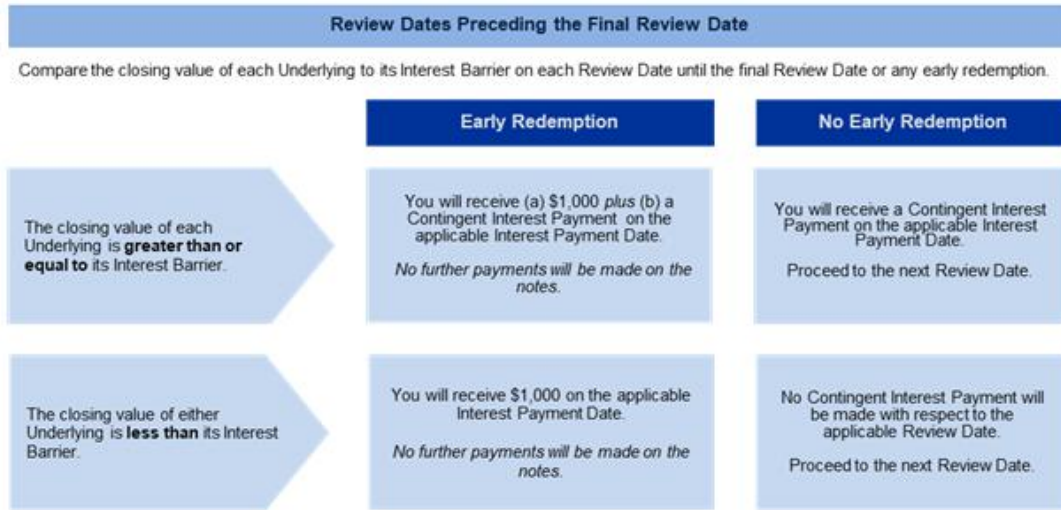 Review Dates Preceding the Final Review Date
Compare the closing value of each Underlying to its Interest Barrier on each Review Date until the final Review Date or any early redemption.
Early Redemption
No Early Redemption
The closing value of each
Underlying is greater than or
equal to its Interest Barrier.
You will receive (a) $1,000 plus (b) a
Contingent Interest Payment on the
applicable Interest Payment Date.
No further payments will be made on the
notes.
You will receive a Contingent Interest
Payment on the applicable Interest
Payment Date.
Proceed to the next Review Date.
The closing value of either
Underlying is less than its Interest
Barrier.
You will receive $1,000 on the applicable
Interest Payment Date.
No further payments will be made on the
notes.
No Contingent Interest Payment will
be made with respect to the
applicable Review Date.
Proceed to the next Review Date.